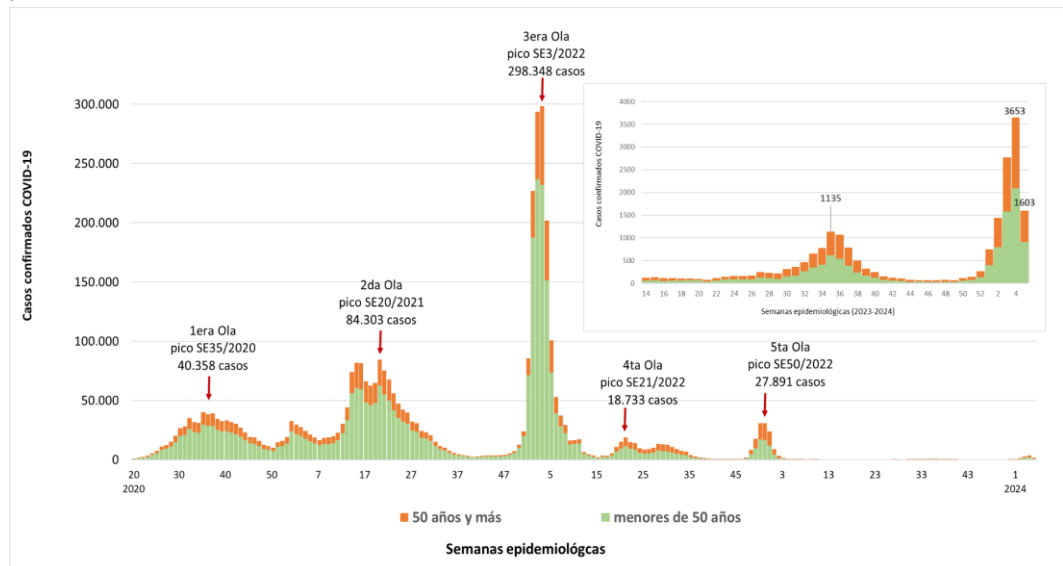 3era Ola
pico SE3/2022
298.348 casos
300.000
250.000
200.000
150.000
100.000
50.000
0
Casos confirmados COVID-19
2da Ola
pico SE20/2021
84.303 casos
1era Ola
pico SE35/2020
40.358 casos
4ta Ola
pico SE21/2022
18.733 casos
5ta Ola
pico SE50/2022
27.891 casos
20 30 40 50 7 17 27 37 47 5 15 25 35 45 3 13 23 33 43 1
2020 2024
50 años y más menores de 50 años
Semanas epidemiológcas
4000
3500
3000
2500
2000
1500
1000
500
0
Casos confirmados COVID-19
1135
3653
1603
14 16 18 20 22 24 26 28 30 32 34 36 38 40 42 44 46 48 50 52 2 4
Semanas epidemiológicas (2023-2024)